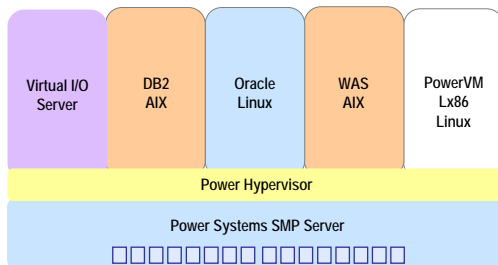 Virtual I/O
Server
DB2
AIX
Oracle
Linux
WAS
AIX
PowerVM
Lx86
Linux
Power Hypervisor
Power Systems SMP Server